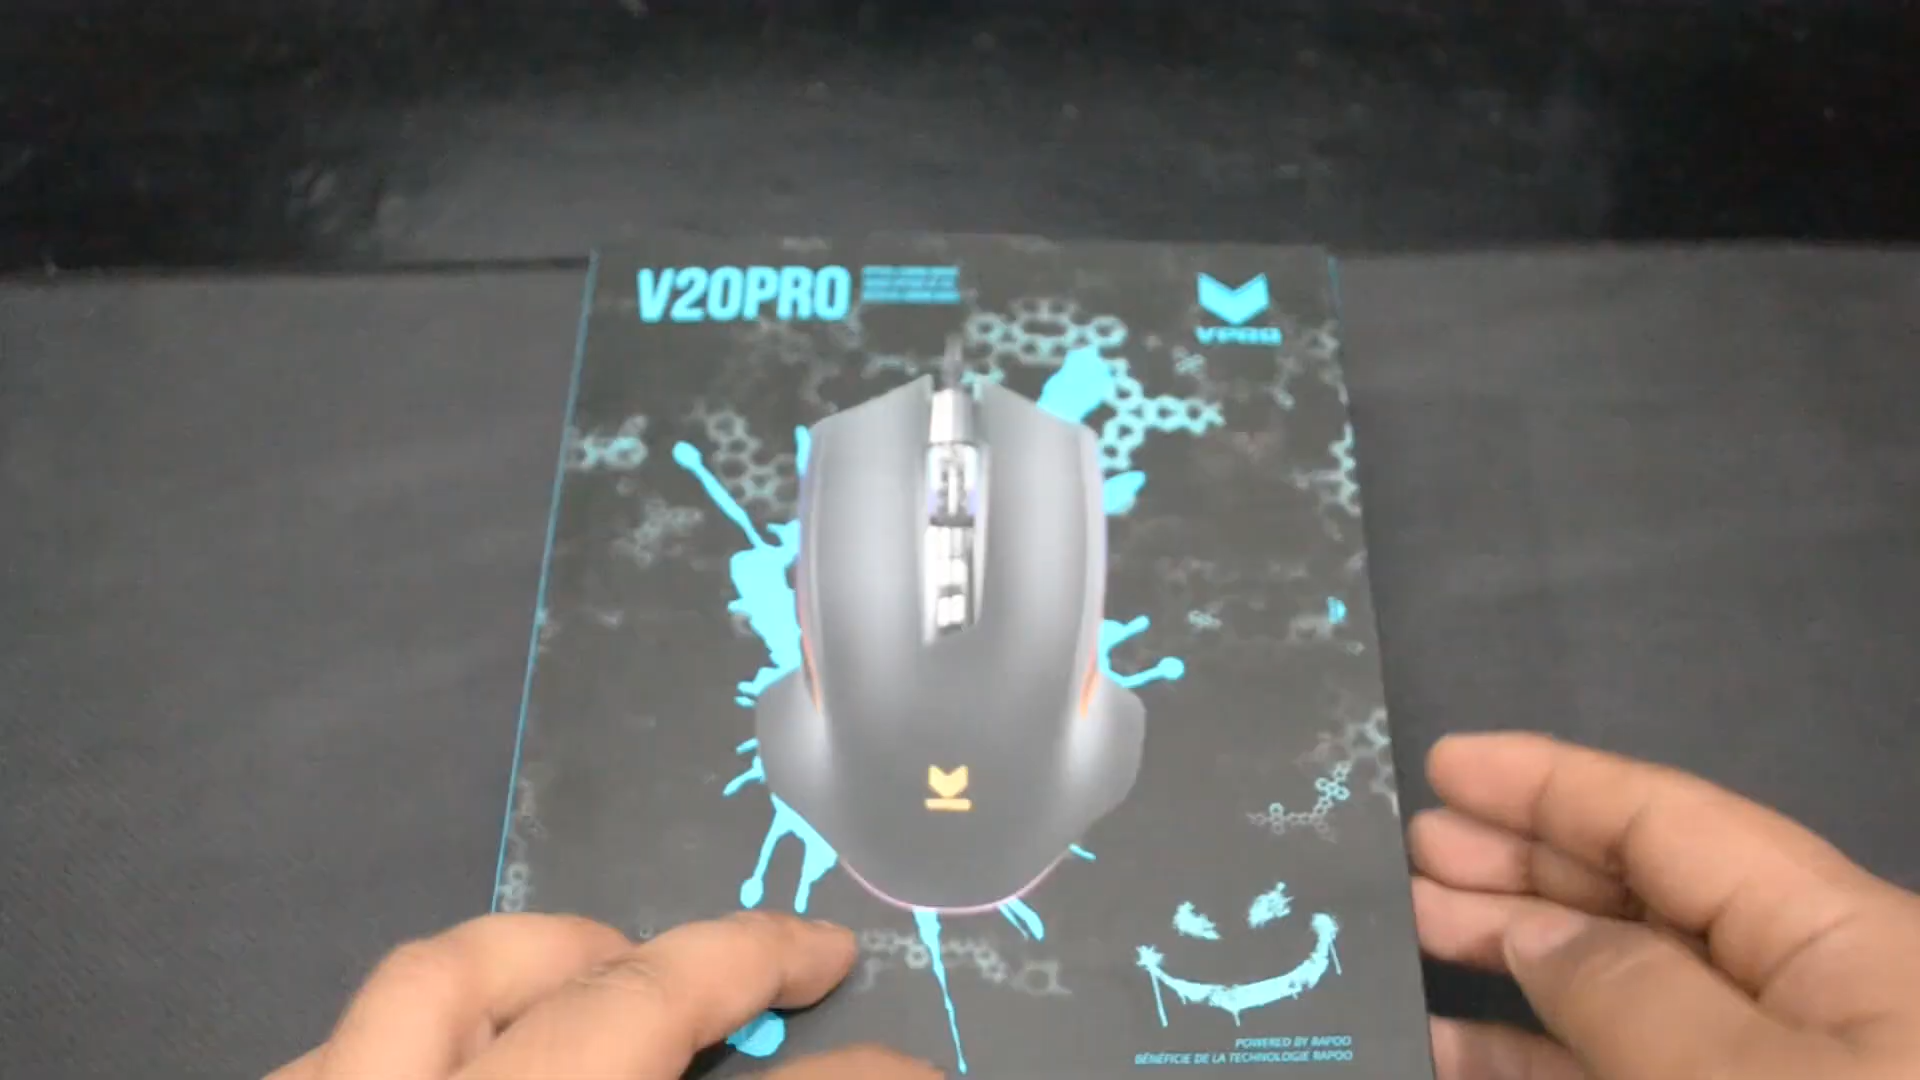 V20PRO
VPRO
POWERED BY RAPOO
BÉNÉFICIE DE LA TECHNOLOGIE RAPOO